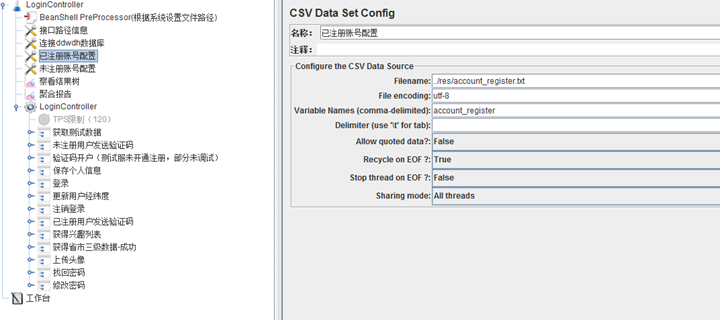 LoginController
BeanShell PreProcessor(根据系统设置文件路径)
接口路径信息
连接ddwdh数据库
已注册账号配置
未注册账号配置
察看结果树
聚合报告
LoginController
TPS限制（120）
获取测试数据
未注册用户发送验证码
验证码开户（测试服未开通注册，部分未调试）
保存个人信息
登录
更新用户经纬度
注销登录
已注册用户发送验证码
获得兴趣列表
获得省市三级数据-成功
上传头像
找回密码
修改密码
工作台
CSV Data Set Config
名称： 已注册账号配置
注释：
Configure the CSV Data Source
Filename: ../res/account_register.txt
File encoding: utf-8
Variable Names (comma-delimited): account_register
Delimiter (use '\t' for tab):
Allow quoted data?: False
Recycle on EOF ?: True
Stop thread on EOF ?: False
Sharing mode: All threads